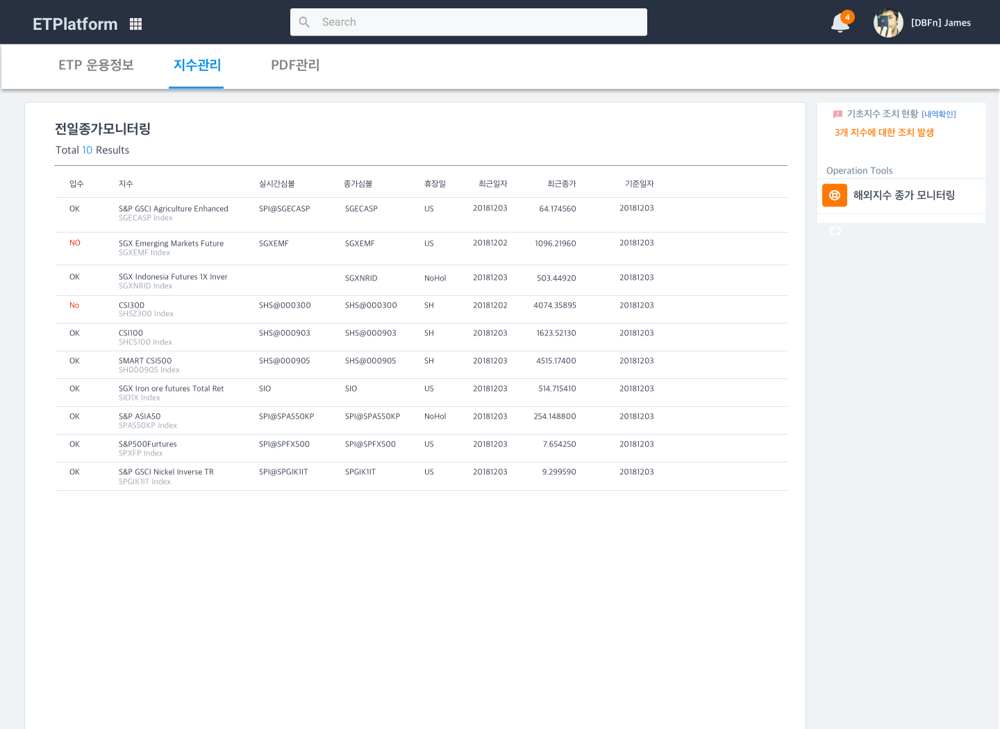 ETPlatform
Search
4
[DBFn] James
ETP 운용정보 지수관리 PDF관리
전일종가모니터링
Total 10 Results
입수 지수 실시간심볼 종가심볼 휴장일 최근일자 최근종가 기준일자
OK S&P GSCI Agriculture Enhanced SPI@SGECASP SGECASP US 20181203 64.174560 20181203
SGECASP Index
NO SGX Emerging Markets Future SGXEMF SGXEMF US 20181202 1096.21960 20181203
SGXEMF Index
OK SGX Indonesia Futures 1X Inver SGXNRID NoHol 20181203 503.44920 20181203
SGXNRID Index
No CSI300 SHS@000300 SHS@000300 SH 20181202 4074.35895 20181203
SHSZ300 Index
OK CSI100 SHS@000903 SHS@000903 SH 20181203 1623.52130 20181203
SHCS100 Index
OK SMART CSI500 SHS@000905 SHS@000905 SH 20181203 4515.17400 20181203
SH000905 Index
OK SGX Iron ore futures Total Ret SIO SIO US 20181203 514.715410 20181203
SIO1X Index
OK S&P ASIA50 SPI@SPAS50KP SPI@SPAS50KP NoHol 20181203 254.148800 20181203
SPAS50KP Index
OK S&P500Furtures SPI@SPFX500 SPI@SPFX500 US 20181203 7.654250 20181203
SPXFP Index
OK S&P GSCI Nickel Inverse TR SPI@SPGIK1IT SPGIK1IT US 20181203 9.299590 20181203
SPGIK1IT Index
기초지수 조치 현황 [내역확인]
3개 지수에 대한 조치 발생
Operation Tools
해외지수 종가 모니터링